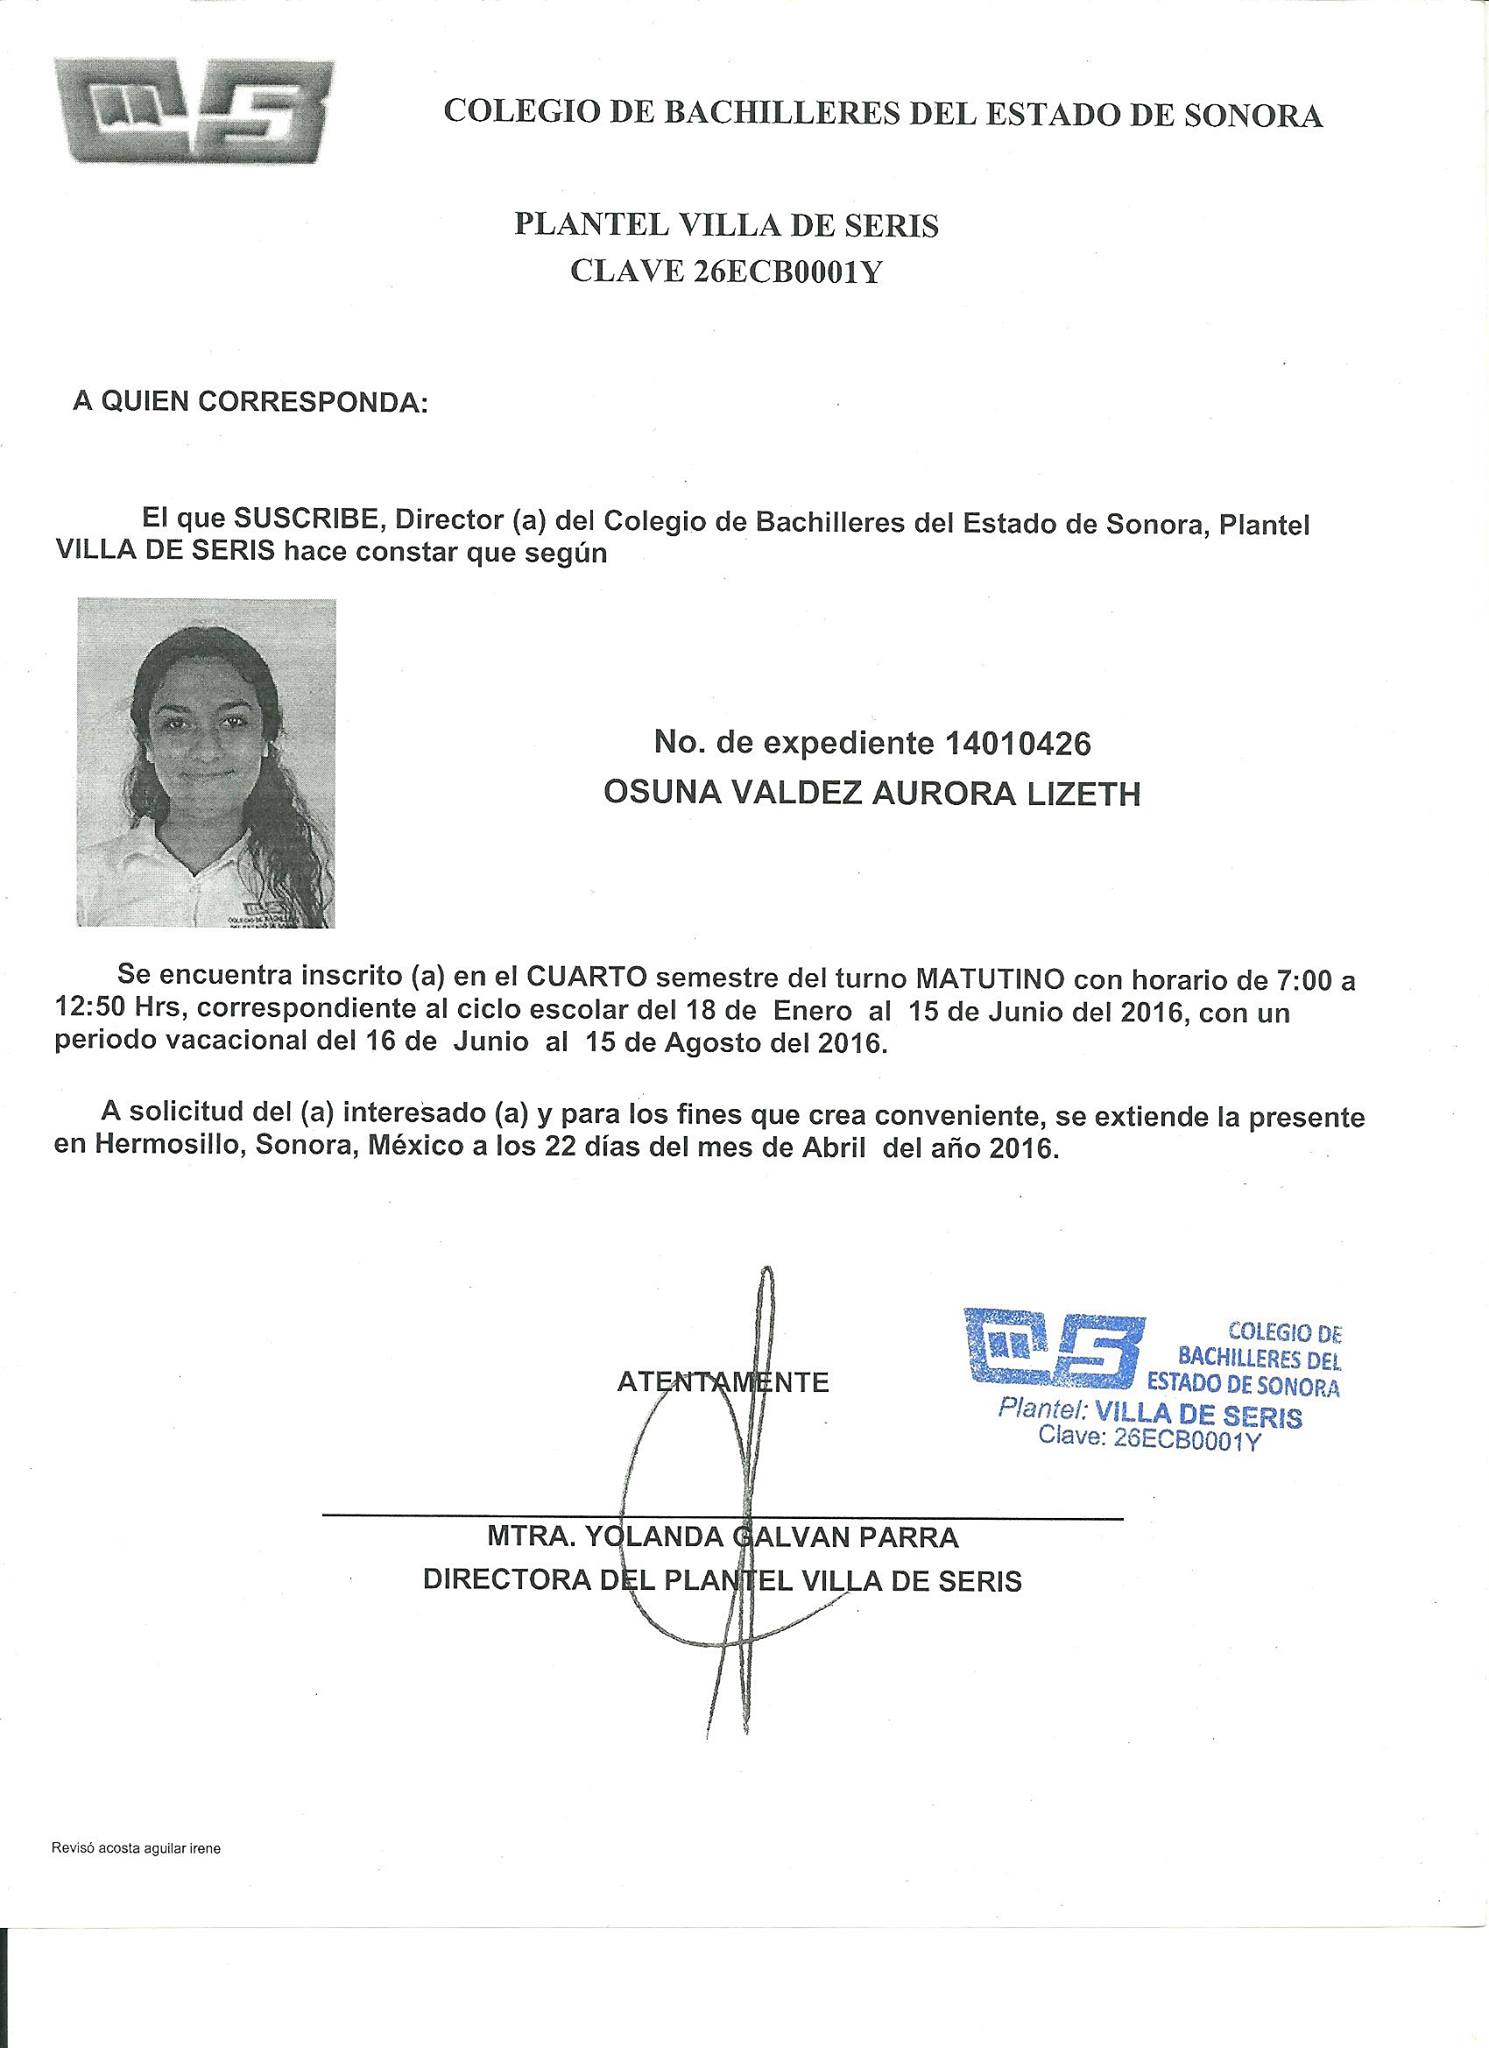 COLEGIO DE BACHILLERES DEL ESTADO DE SONORA
PLANTEL VILLA DE SERIS
CLAVE 26ECB0001Y
A QUIEN CORRESPONDA:
El que SUSCRIBE, Director (a) del Colegio de Bachilleres del Estado de Sonora, Plantel
VILLA DE SERIS hace constar que según
No. de expediente 14010426
OSUNA VALDEZ AURORA LIZETH
COLEGIO DE BACHILLERES
DEL ESTADO DE SONORA
Se encuentra inscrito (a) en el CUARTO semestre del turno MATUTINO con horario de 7:00 a
12:50 Hrs, correspondiente al ciclo escolar del 18 de Enero al 15 de Junio del 2016, con un
periodo vacacional del 16 de Junio al 15 de Agosto del 2016.
A solicitud del (a) interesado (a) y para los fines que crea conveniente, se extiende la presente
en Hermosillo, Sonora, México a los 22 días del mes de Abril del año 2016.
ATENTAMENTE
COLEGIO DE
BACHILLERES DEL
ESTADO DE SONORA
Plantel: VILLA DE SERIS
Clave: 26ECB0001Y
MTRA. YOLANDA GALVAN PARRA
DIRECTORA DEL PLANTEL VILLA DE SERIS
Revisó acosta aguilar irene